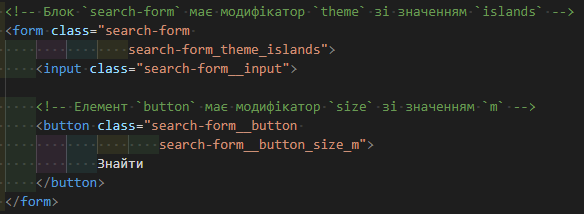 <!-- Блок `search-form` має модифікатор `theme` зі значенням `islands` -->
<form class="search-form
search-form_theme_islands">
<input class="search-form__input">
<!-- Елемент `button` має модифікатор `size` зі значенням `m` -->
<button class="search-form__button
search-form__button_size_m">
Знайти
</button>
</form>